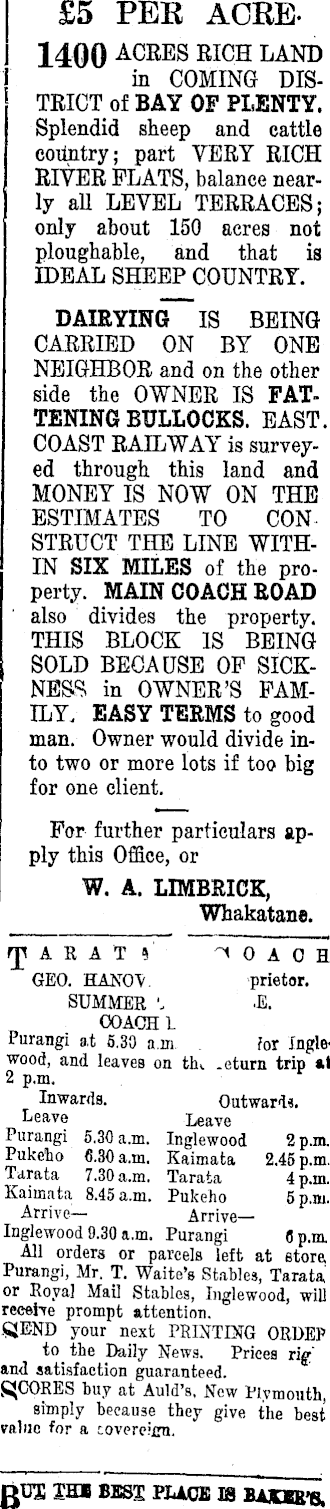 £5 PER ACRE.
1400 ACRES RICH LAND
in COMING DIS-
TRICT of BAY OF PLENTY.
Splendid sheep and cattle
country; part VERY RICH
RIVER FLATS, balance near-
ly all LEVEL TERRACES;
only about 150 acres not
ploughable, and that is
IDEAL SHEEP COUNTRY.
DAIRYING IS BEING
CARRIED ON BY ONE
NEIGHBOR and on the other
side the OWNER IS FAT-
TENING BULLOCKS. EAST
COAST RAILWAY is survey-
ed through this land and
MONEY IS NOW ON THE
ESTIMATES TO CON-
STRUCT THE LINE WITH-
IN SIX MILES of the pro-
perty. MAIN COACH ROAD
also divides the property.
THIS BLOCK IS BEING
SOLD BECAUSE OF SICK-
NESS in OWNER'S FAM-
ILY. EASY TERMS to good
man. Owner would divide in-
to two or more lots if too big
for one client.
For further particulars ap-
ply this Office, or
W. A. LIMBRICK,
Whakatane.
TARATA COACH
GEO. prietor.
SUMMER
COACH
Purangi at 5.30 a.m. for Ingle-
wood, and leaves on the return trip at
2 p.m.
Inwards. Outwards.
Leave Leave
Purangi 5.30 a.m. Inglewood 2 p.m.
Pukeho 6.30 a.m. Kaimata 2.45 p.m.
Tarata 7.30 a.m. Tarata 4 p.m.
Kaimata 8.45 a.m. Pukeho 5 p.m.
Arrive— Arrive—
Inglewood 9.30 a.m. Purangi 6 p.m.
All orders or parcels left at store,
Purangi, Mr. T. Waite's Stables, Tarata,
or Royal Mail Stables, Inglewood, will
receive prompt attention.
SEND your next PRINTING ORDER
to the Daily News. Prices rig
and satisfaction guaranteed.
SCORES buy at Auld's, New Plymouth,
simply because they give the best
value for a sovereign.
BUT THE BEST PLACE IS BAKER'S.